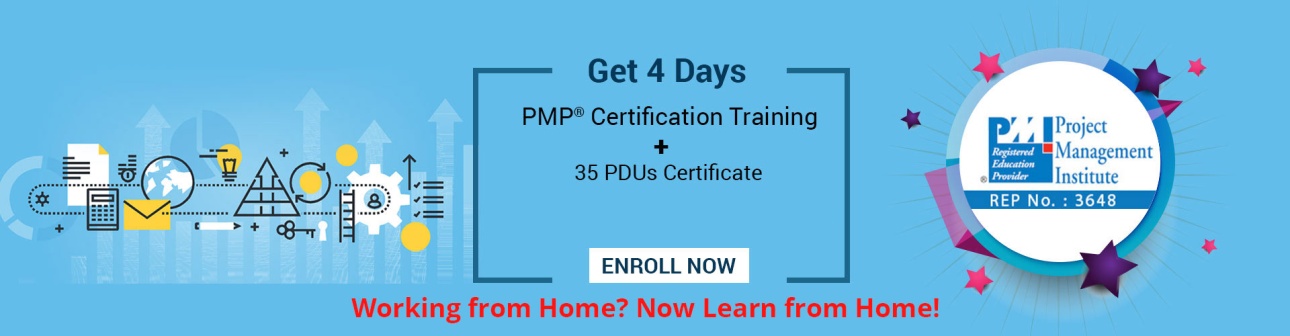 Get 4 Days
PMP® Certification Training
+
35 PDUs Certificate
ENROLL NOW
Working from Home? Now Learn from Home!
PMI
Registered
Education
Provider
®
Project
Management
Institute
REP No. : 3648